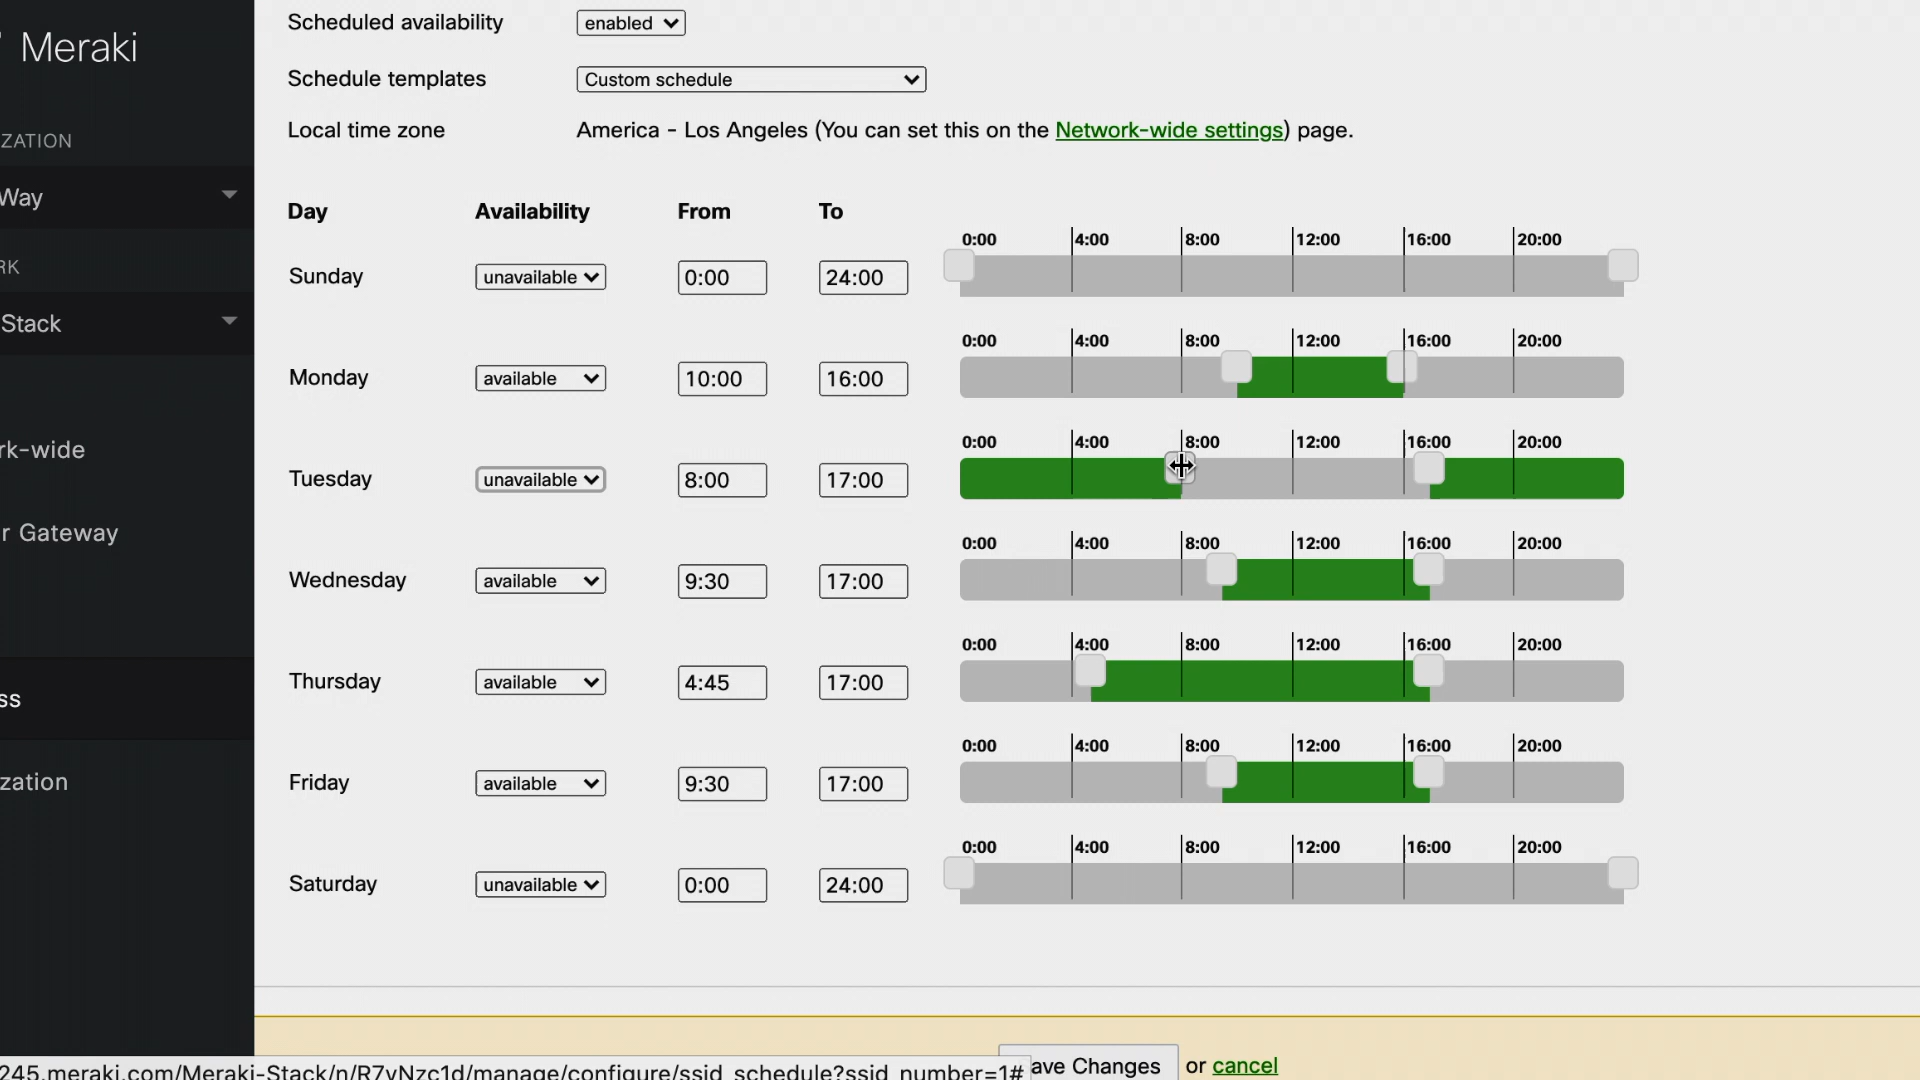 Meraki
ZATION
Way
RK
Stack
rk-wide
r Gateway
ss
zation
Scheduled availability enabled
Schedule templates Custom schedule
Local time zone America - Los Angeles (You can set this on the Network-wide settings) page.
Day Availability From To
0:00 4:00 8:00 12:00 16:00 20:00
Sunday unavailable 0:00 24:00
0:00 4:00 8:00 12:00 16:00 20:00
Monday available 10:00 16:00
0:00 4:00 8:00 12:00 16:00 20:00
Tuesday unavailable 8:00 17:00
0:00 4:00 8:00 12:00 16:00 20:00
Wednesday available 9:30 17:00
0:00 4:00 8:00 12:00 16:00 20:00
Thursday available 4:45 17:00
0:00 4:00 8:00 12:00 16:00 20:00
Friday available 9:30 17:00
0:00 4:00 8:00 12:00 16:00 20:00
Saturday unavailable 0:00 24:00
ave Changes or cancel
245.meraki.com/Meraki-Stack/n/R7vNzc1d/manage/configure/ssid_schedule?ssid_number=1#